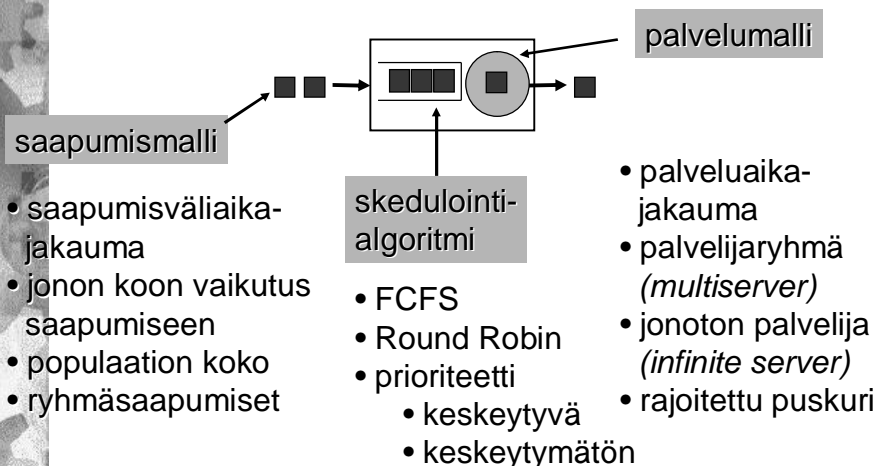 palvelumalli
saapumismalli
• saapumisväliaika-
jakauma
• jonon koon vaikutus
saapumiseen
• populaation koko
• ryhmäsaapumiset
skedulointi-
algoritmi
• FCFS
• Round Robin
• prioriteetti
• keskeytyvä
• keskeytymätön
• palveluaika-
jakauma
• palvelijaryhmä
(multiserver)
• jonoton palvelija
(infinite server)
• rajoitettu puskuri